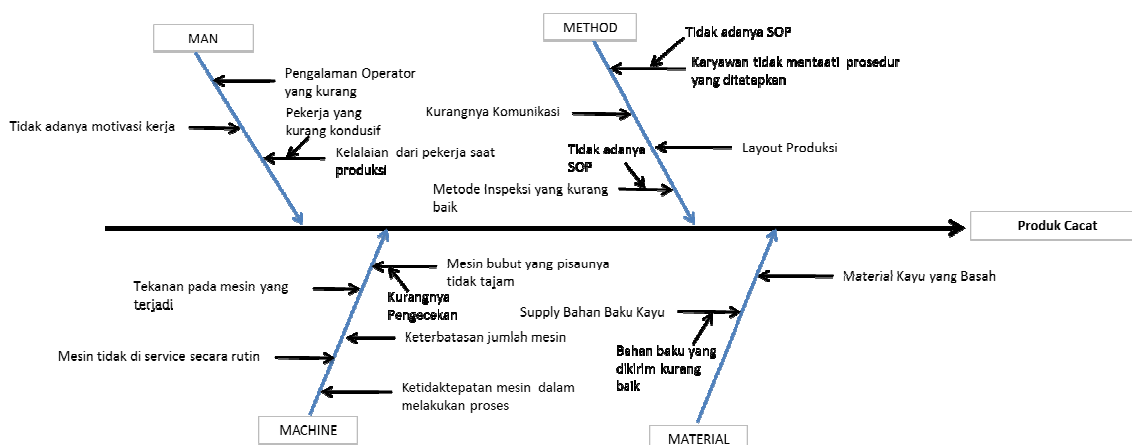 MAN
Pengalaman Operator
yang kurang
Pekerja yang
kurang kondusif
Tidak adanya motivasi kerja
Kelalaian dari pekerja saat
produksi
METHOD
Tidak adanya SOP
Karyawan tidak mentaati prosedur
yang ditetapkan
Kurangnya Komunikasi
Layout Produksi
Tidak adanya
SOP
Metode Inspeksi yang kurang
baik
Produk Cacat
Mesin bubut yang pisaunya
tidak tajam
Tekanan pada mesin yang
terjadi
Kurangnya
Pengecekan
Keterbatasan jumlah mesin
Mesin tidak di service secara rutin
Ketidaktepatan mesin dalam
melakukan proses
MACHINE
Material Kayu yang Basah
Supply Bahan Baku Kayu
Bahan baku yang
dikirim kurang
baik
MATERIAL